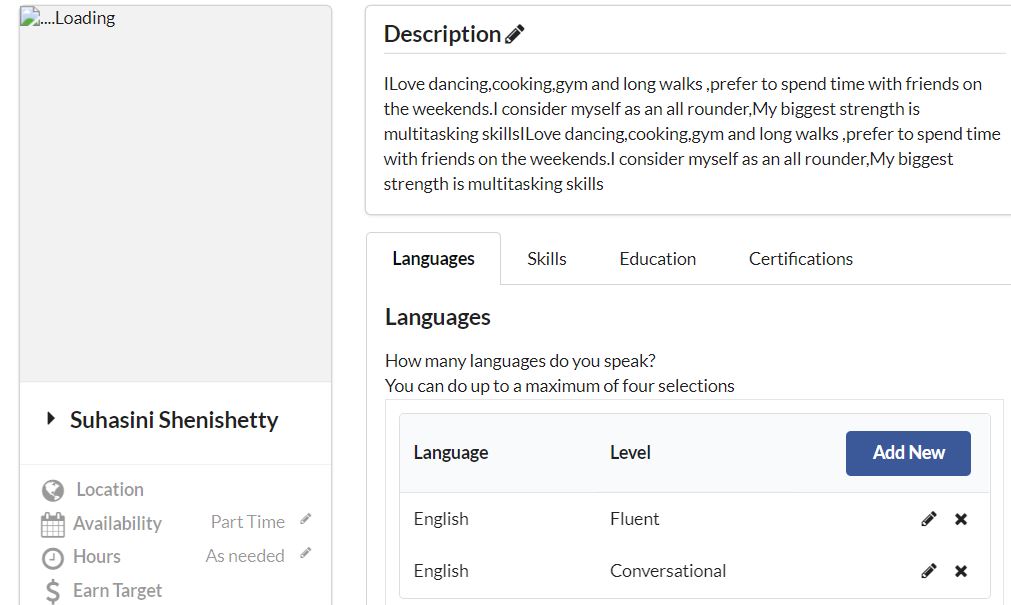 ....Loading
Suhasini Shenishetty
Location
Availability Part Time
Hours As needed
Earn Target
Description
ILove dancing,cooking,gym and long walks ,prefer to spend time with friends on
the weekends.I consider myself as an all rounder,My biggest strength is
multitasking skillsILove dancing,cooking,gym and long walks ,prefer to spend time
with friends on the weekends.I consider myself as an all rounder,My biggest
strength is multitasking skills
Languages Skills Education Certifications
Languages
How many languages do you speak?
You can do up to a maximum of four selections
Language Level Add New
English Fluent
English Conversational